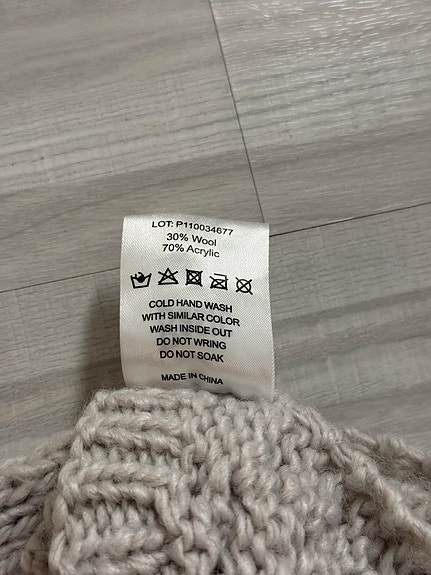 LOT: P110034677
30% Wool
70% Acrylic
COLD HAND WASH
WITH SIMILAR COLOR
WASH INSIDE OUT
DO NOT WRING
DO NOT SOAK
MADE IN CHINA